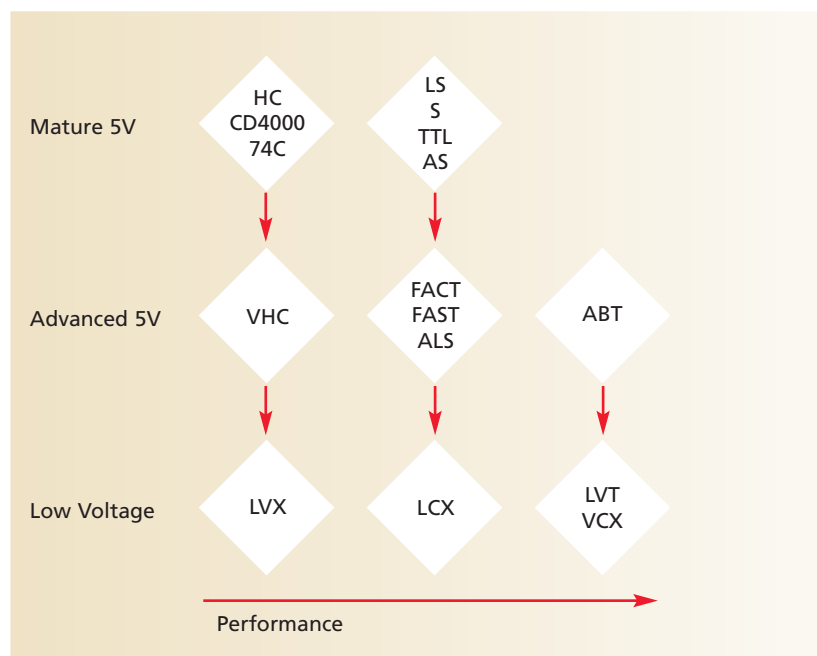 Mature 5V
HC
CD4000
74C
LS
S
TTL
AS
Advanced 5V
VHC
FACT
FAST
ALS
ABT
Low Voltage
LVX
LCX
LVT
VCX
Performance